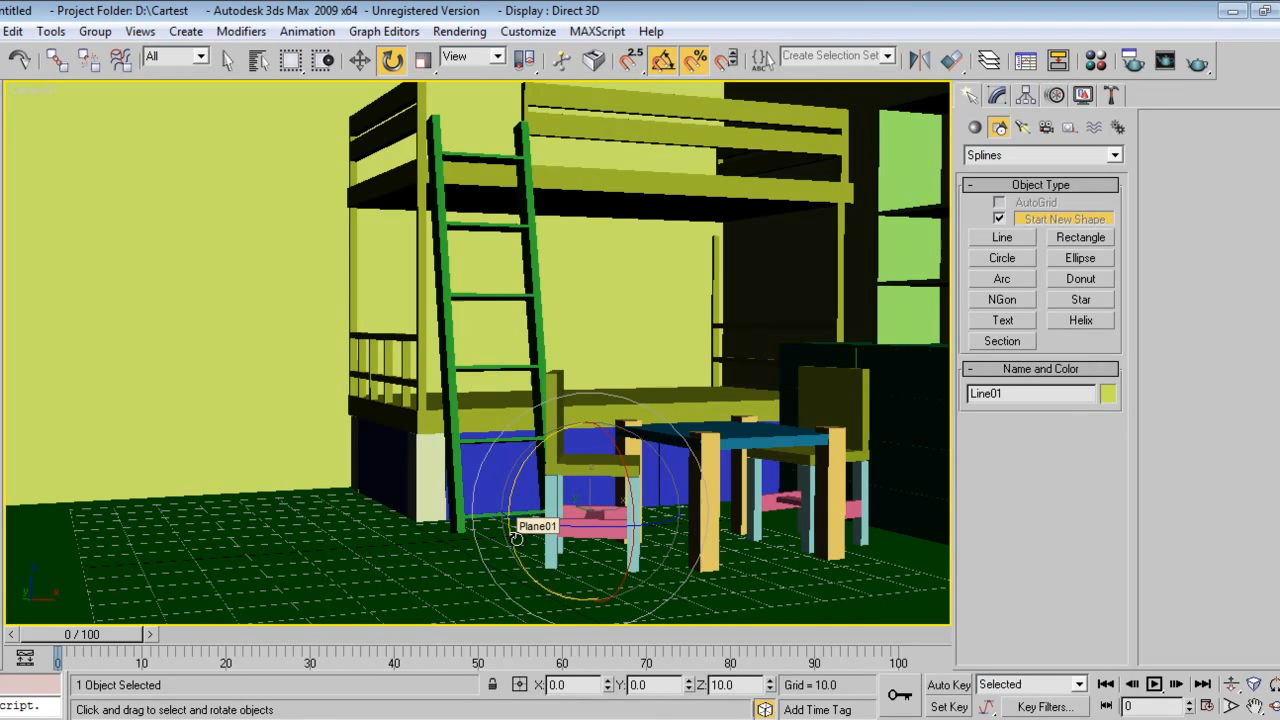 ntitled - Project Folder: D:\Cartest - Autodesk 3ds Max 2009 x64 - Unregistered Version - Display : Direct 3D
Edit Tools Group Views Create Modifiers Animation Graph Editors Rendering Customize MAXScript Help
All View 2.5 ABC Create Selection Set
Splines
- Object Type
AutoGrid
Start New Shape
Line Rectangle
Circle Ellipse
Arc Donut
NGon Star
Text Helix
Section
- Name and Color
Line01
Plane01
z
x
y
< 0 / 100 >
0 10 20 30 40 50 60 70 80 90 100
1 Object Selected X: 0.0 Y: 0.0 Z: 10.0 Grid = 10.0 Auto Key Selected
script. Click and drag to select and rotate objects Add Time Tag Set Key Key Filters... 0